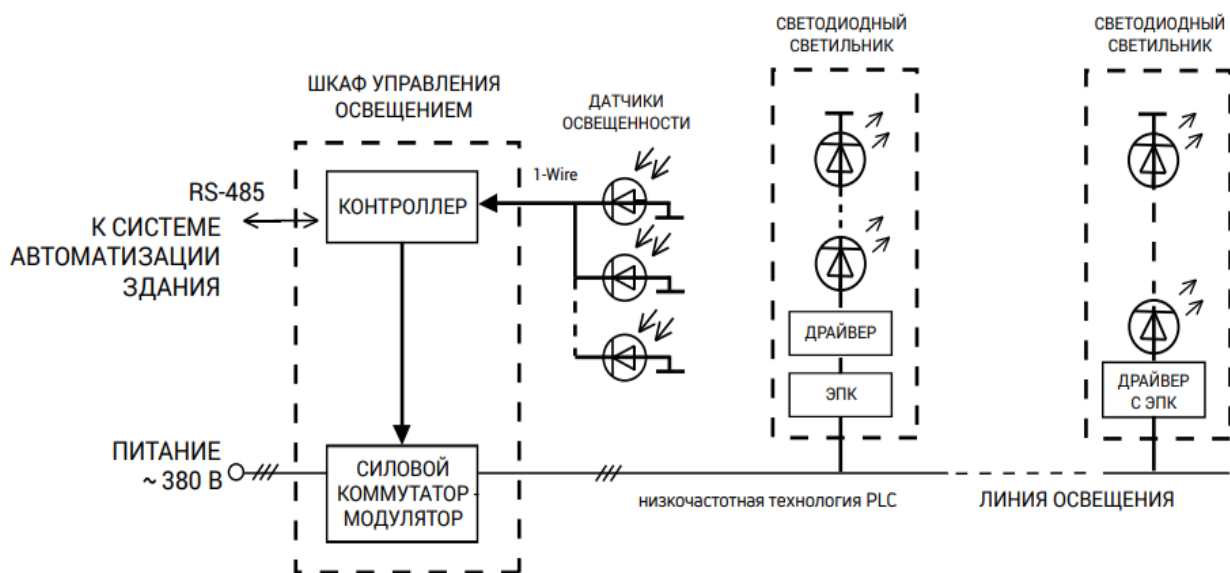 СВЕТОДИОДНЫЙ
СВЕТИЛЬНИК
СВЕТОДИОДНЫЙ
СВЕТИЛЬНИК
ШКАФ УПРАВЛЕНИЯ
ОСВЕЩЕНИЕМ
ДАТЧИКИ
ОСВЕЩЕННОСТИ
1-Wire
RS-485
КОНТРОЛЛЕР
К СИСТЕМЕ
АВТОМАТИЗАЦИИ
ЗДАНИЯ
ДРАЙВЕР
ЭПК
ДРАЙВЕР
С ЭПК
ПИТАНИЕ
~ 380 В
СИЛОВОЙ
КОММУТАТОР -
МОДУЛЯТОР
низкочастотная технология PLC
ЛИНИЯ ОСВЕЩЕНИЯ